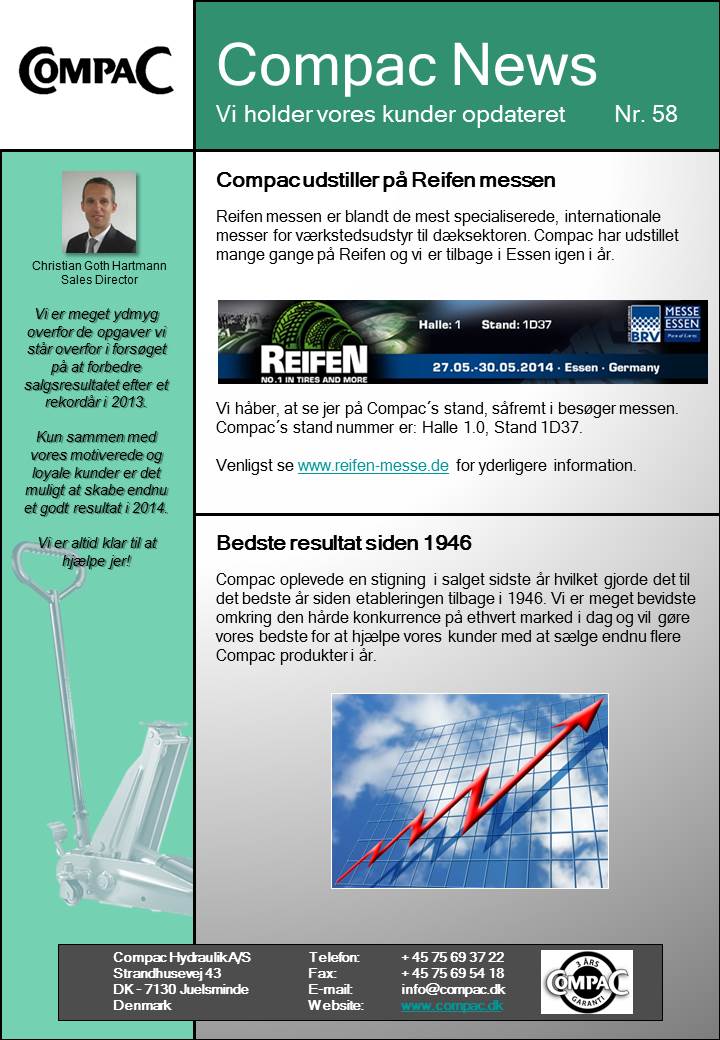 COMPAC
Compac News
Vi holder vores kunder opdateret Nr. 58
Christian Goth Hartmann
Sales Director
Vi er meget ydmyg
overfor de opgaver vi
står overfor i forsøget
på at forbedre
salgsresultatet efter et
rekordår i 2013.
Kun sammen med
vores motiverede og
loyale kunder er det
muligt at skabe endnu
et godt resultat i 2014.
Vi er altid klar til at
hjælpe jer!
Compac udstiller på Reifen messen
Reifen messen er blandt de mest specialiserede, internationale
messer for værkstedsudstyr til dæksektoren. Compac har udstillet
mange gange på Reifen og vi er tilbage i Essen igen i år.
REIFEN
NO.1 IN TIRES AND MORE
Halle: 1 Stand: 1D37
BRV
MESSE
ESSEN
Place of Events
27.05.-30.05.2014 · Essen · Germany
Vi håber, at se jer på Compac´s stand, såfremt i besøger messen.
Compac´s stand nummer er: Halle 1.0, Stand 1D37.
Venligst se www.reifen-messe.de for yderligere information.
Bedste resultat siden 1946
Compac oplevede en stigning i salget sidste år hvilket gjorde det til
det bedste år siden etableringen tilbage i 1946. Vi er meget bevidste
omkring den hårde konkurrence på ethvert marked i dag og vil gøre
vores bedste for at hjælpe vores kunder med at sælge endnu flere
Compac produkter i år.
Compac Hydraulik A/S Telefon: + 45 75 69 37 22
Strandhusevej 43 Fax: + 45 75 69 54 18
DK - 7130 Juelsminde E-mail: info@compac.dk
Denmark Website: www.compac.dk
3 ÅRS
COMPAC
GARANTI